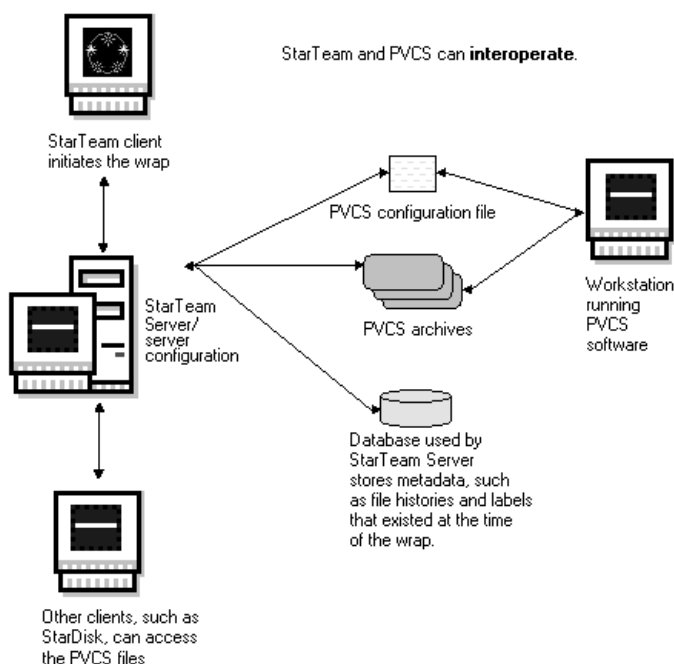 StarTeam and PVCS can interoperate.
StarTeam client
initiates the wrap
PVCS configuration file
StarTeam
Server/
server
configuration
PVCS archives
Workstation
running
PVCS
software
Database used by
StarTeam Server
stores metadata, such
as file histories and labels
that existed at the time
of the wrap.
Other clients, such as
StarDisk, can access
the PVCS files